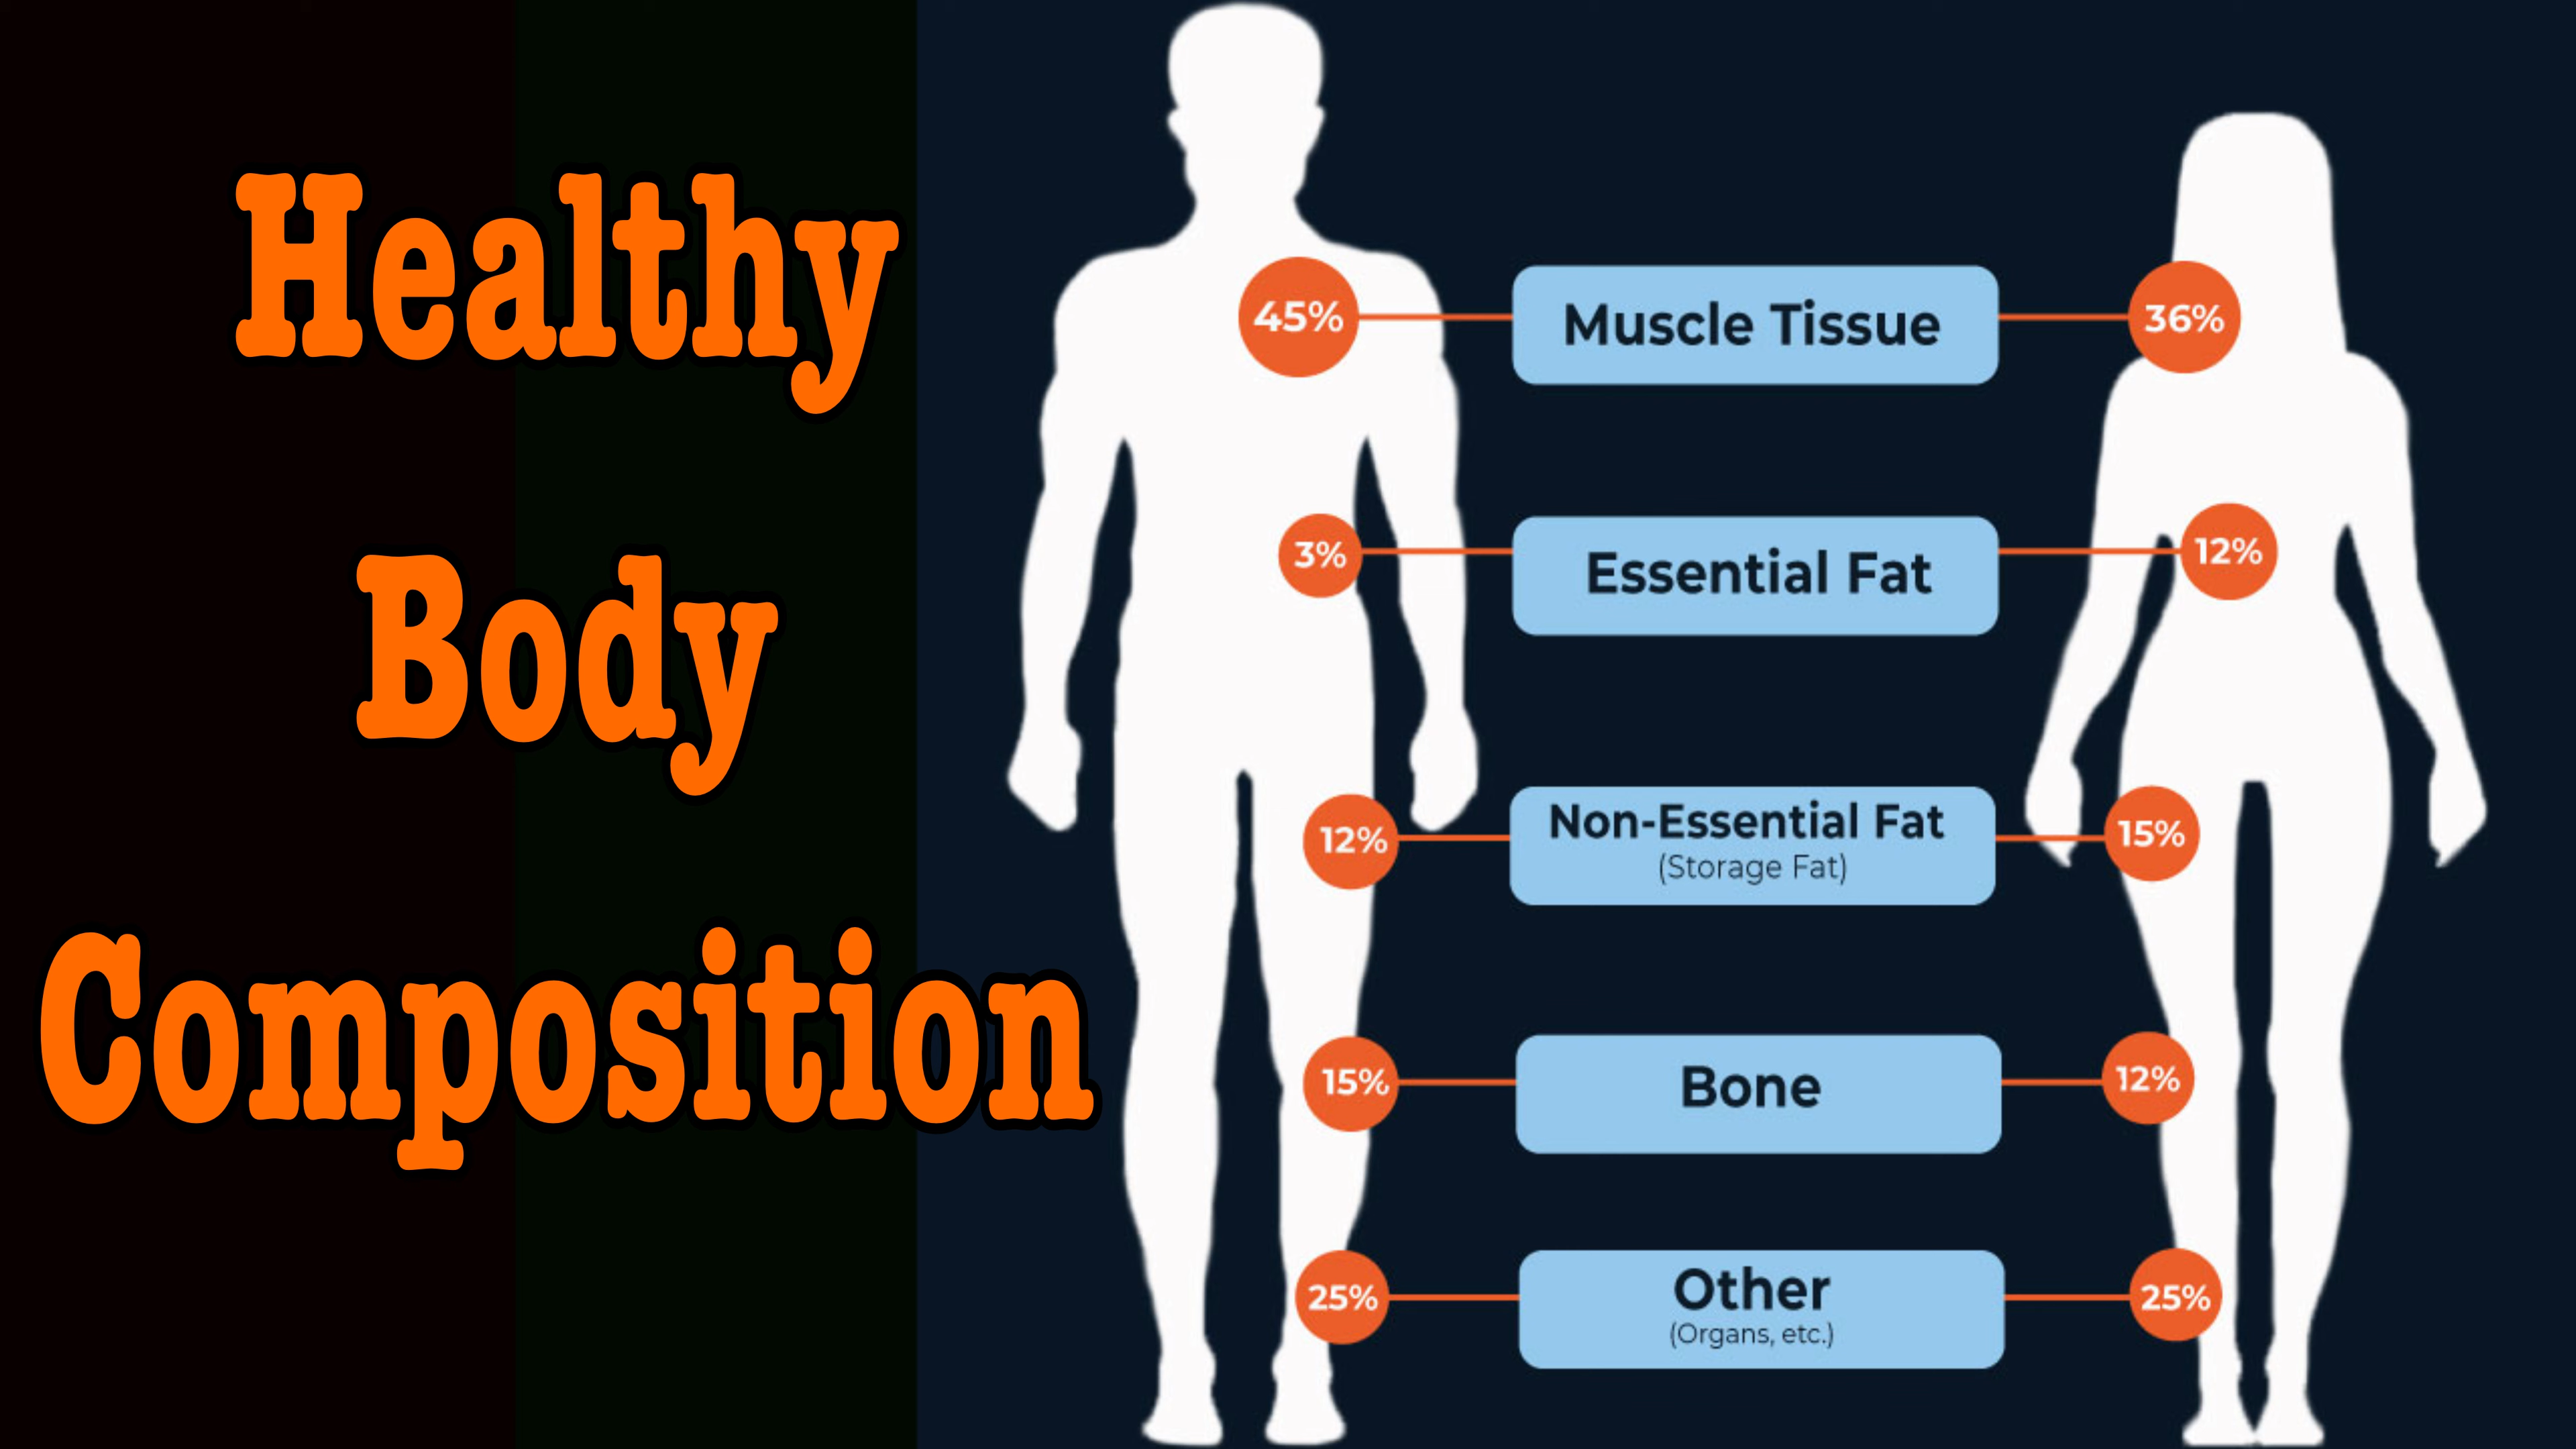 Healthy
Body
Composition
45% Muscle Tissue 36%
3% Essential Fat 12%
12% Non-Essential Fat 15%
(Storage Fat)
15% Bone 12%
25% Other 25%
(Organs, etc.)